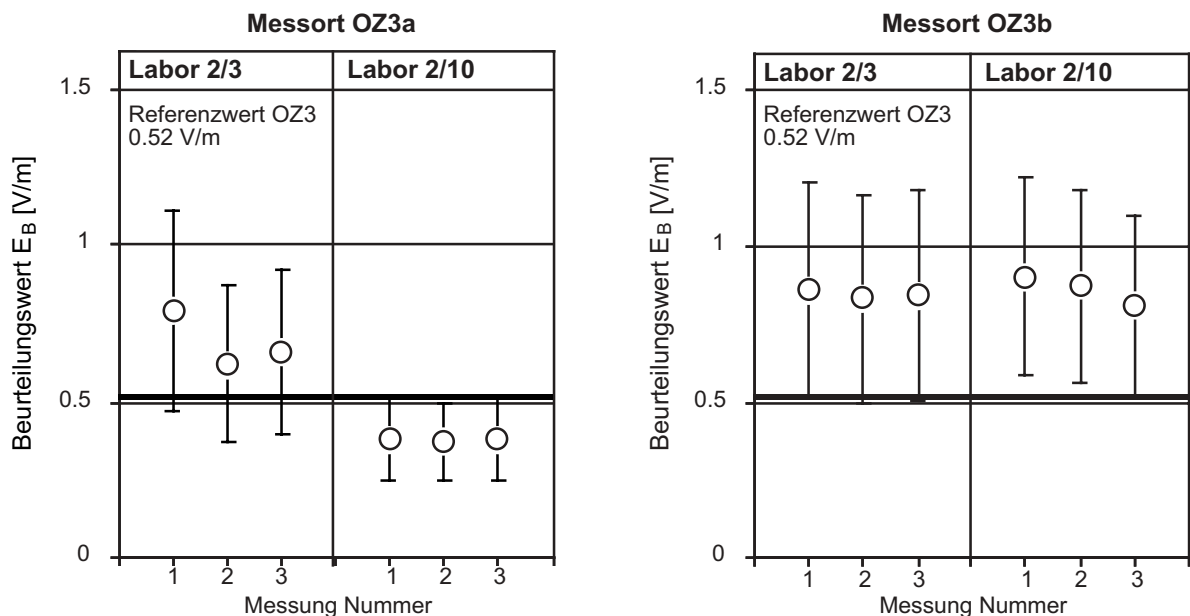 Messort OZ3a
Labor 2/3
Labor 2/10
1.5
Referenzwert OZ3
0.52 V/m
1
0.5
0
Beurteilungswert EB [V/m]
1 2 3 1 2 3
Messung Nummer
Messort OZ3b
Labor 2/3
Labor 2/10
1.5
Referenzwert OZ3
0.52 V/m
1
0.5
0
Beurteilungswert EB [V/m]
1 2 3 1 2 3
Messung Nummer